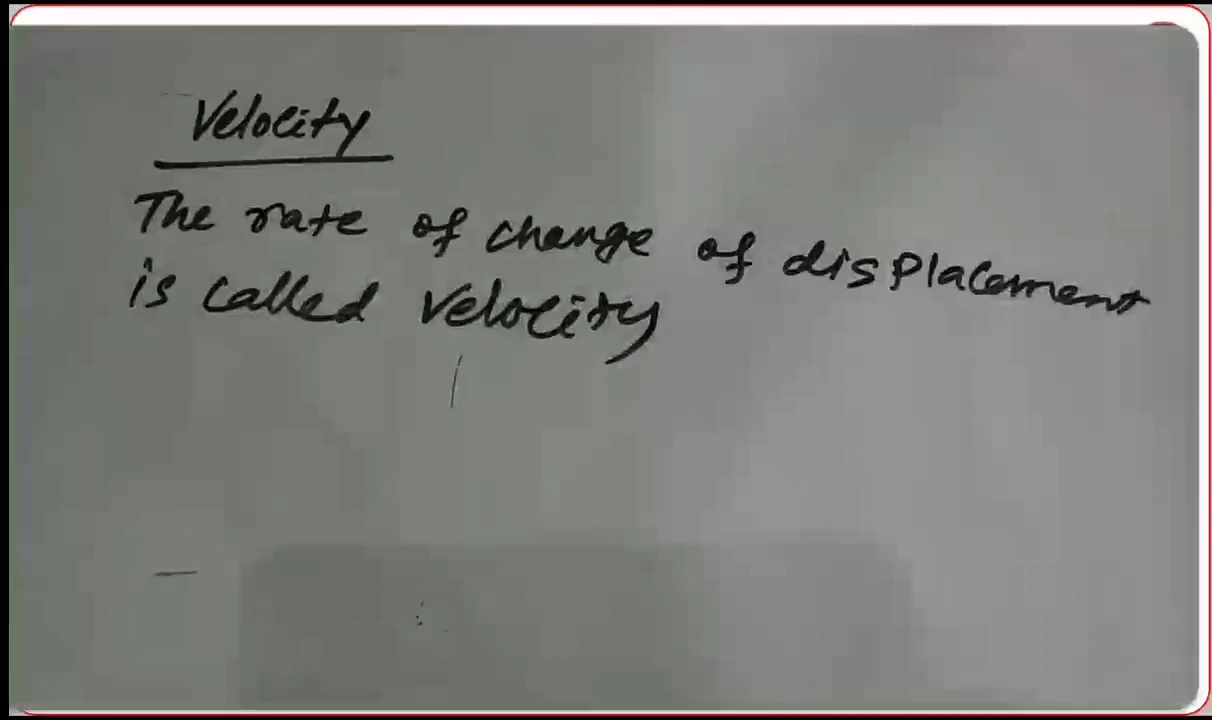 Velocity
The rate of change of displacement
is called velocity